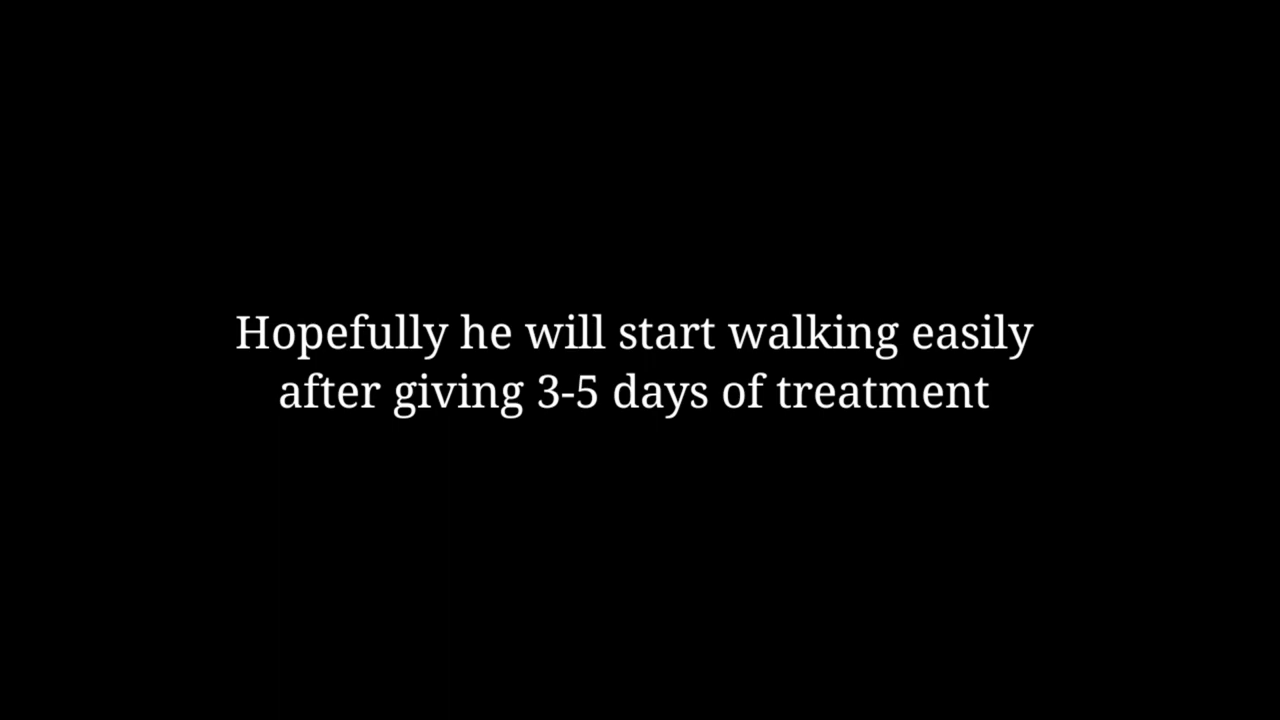 Hopefully he will start walking easily
after giving 3-5 days of treatment